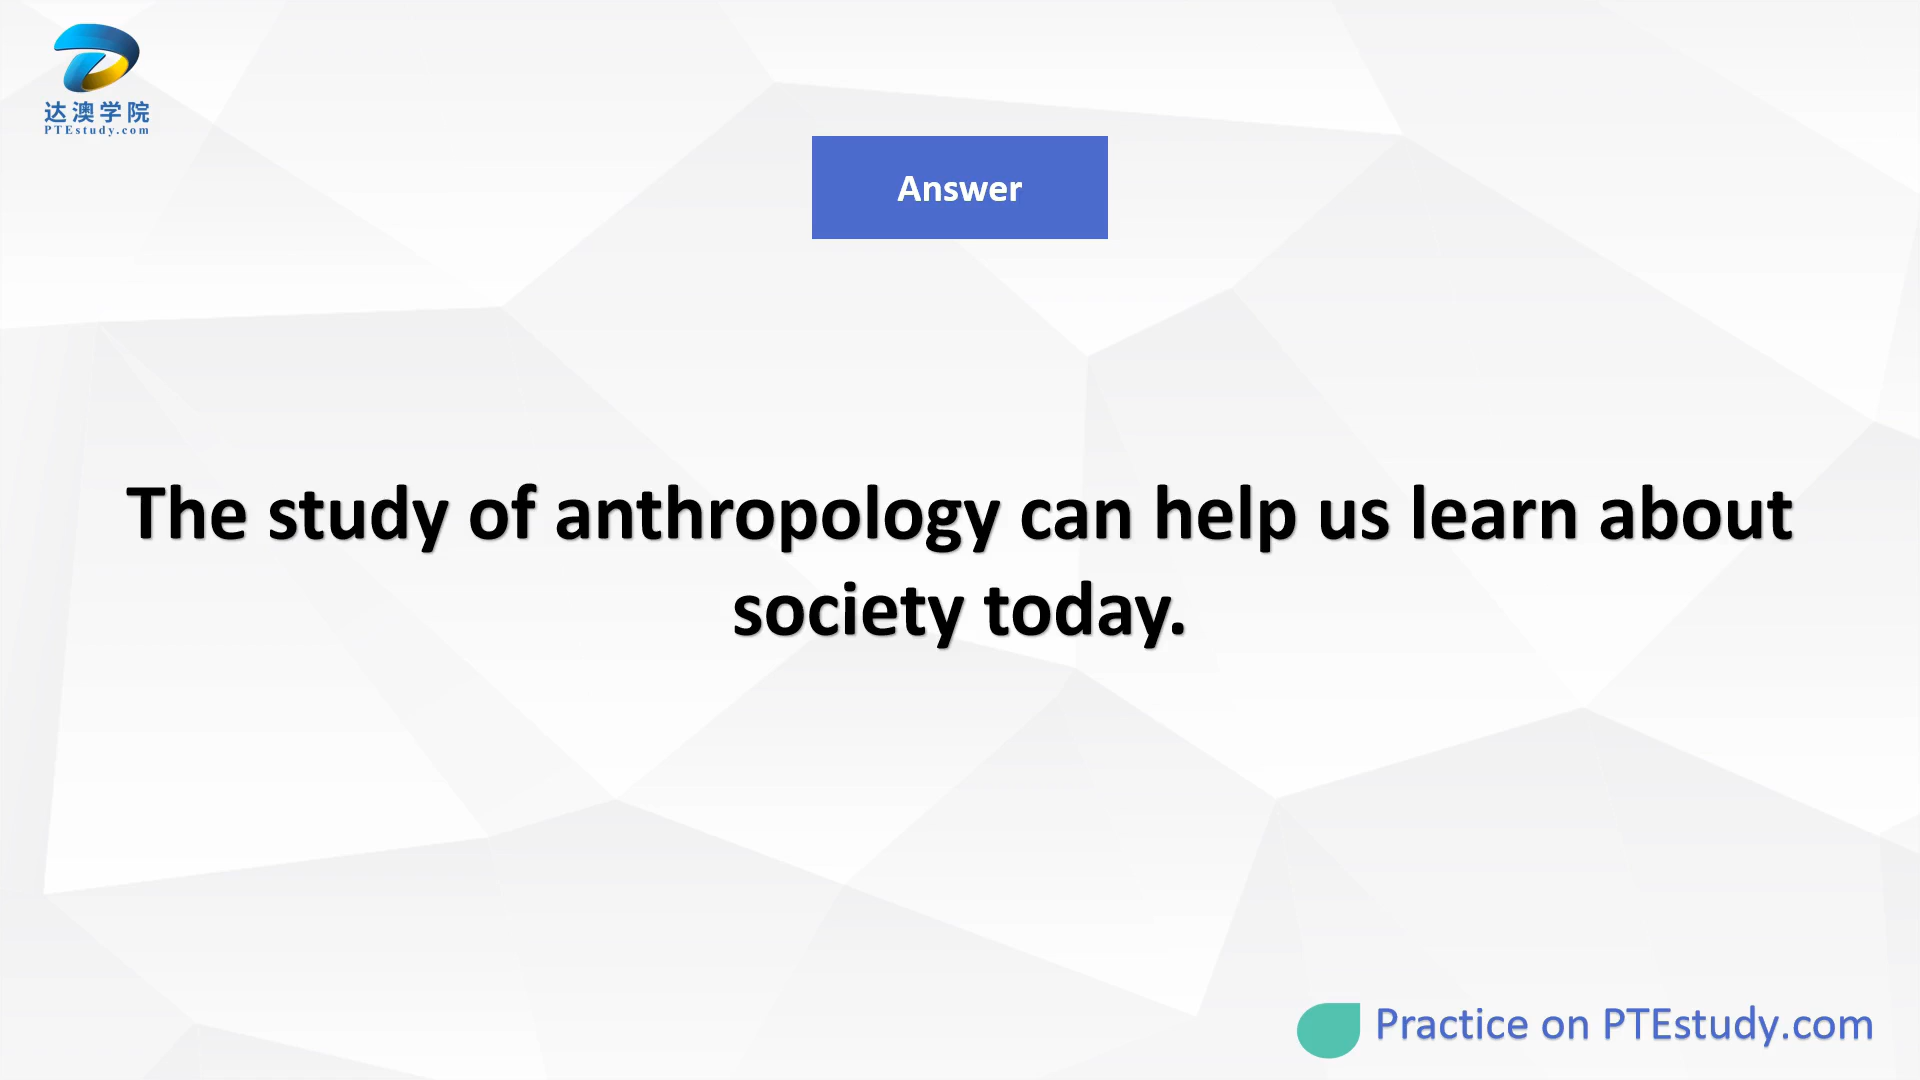 达澳学院
PTEstudy.com
Answer
The study of anthropology can help us learn about
society today.
Practice on PTEstudy.com